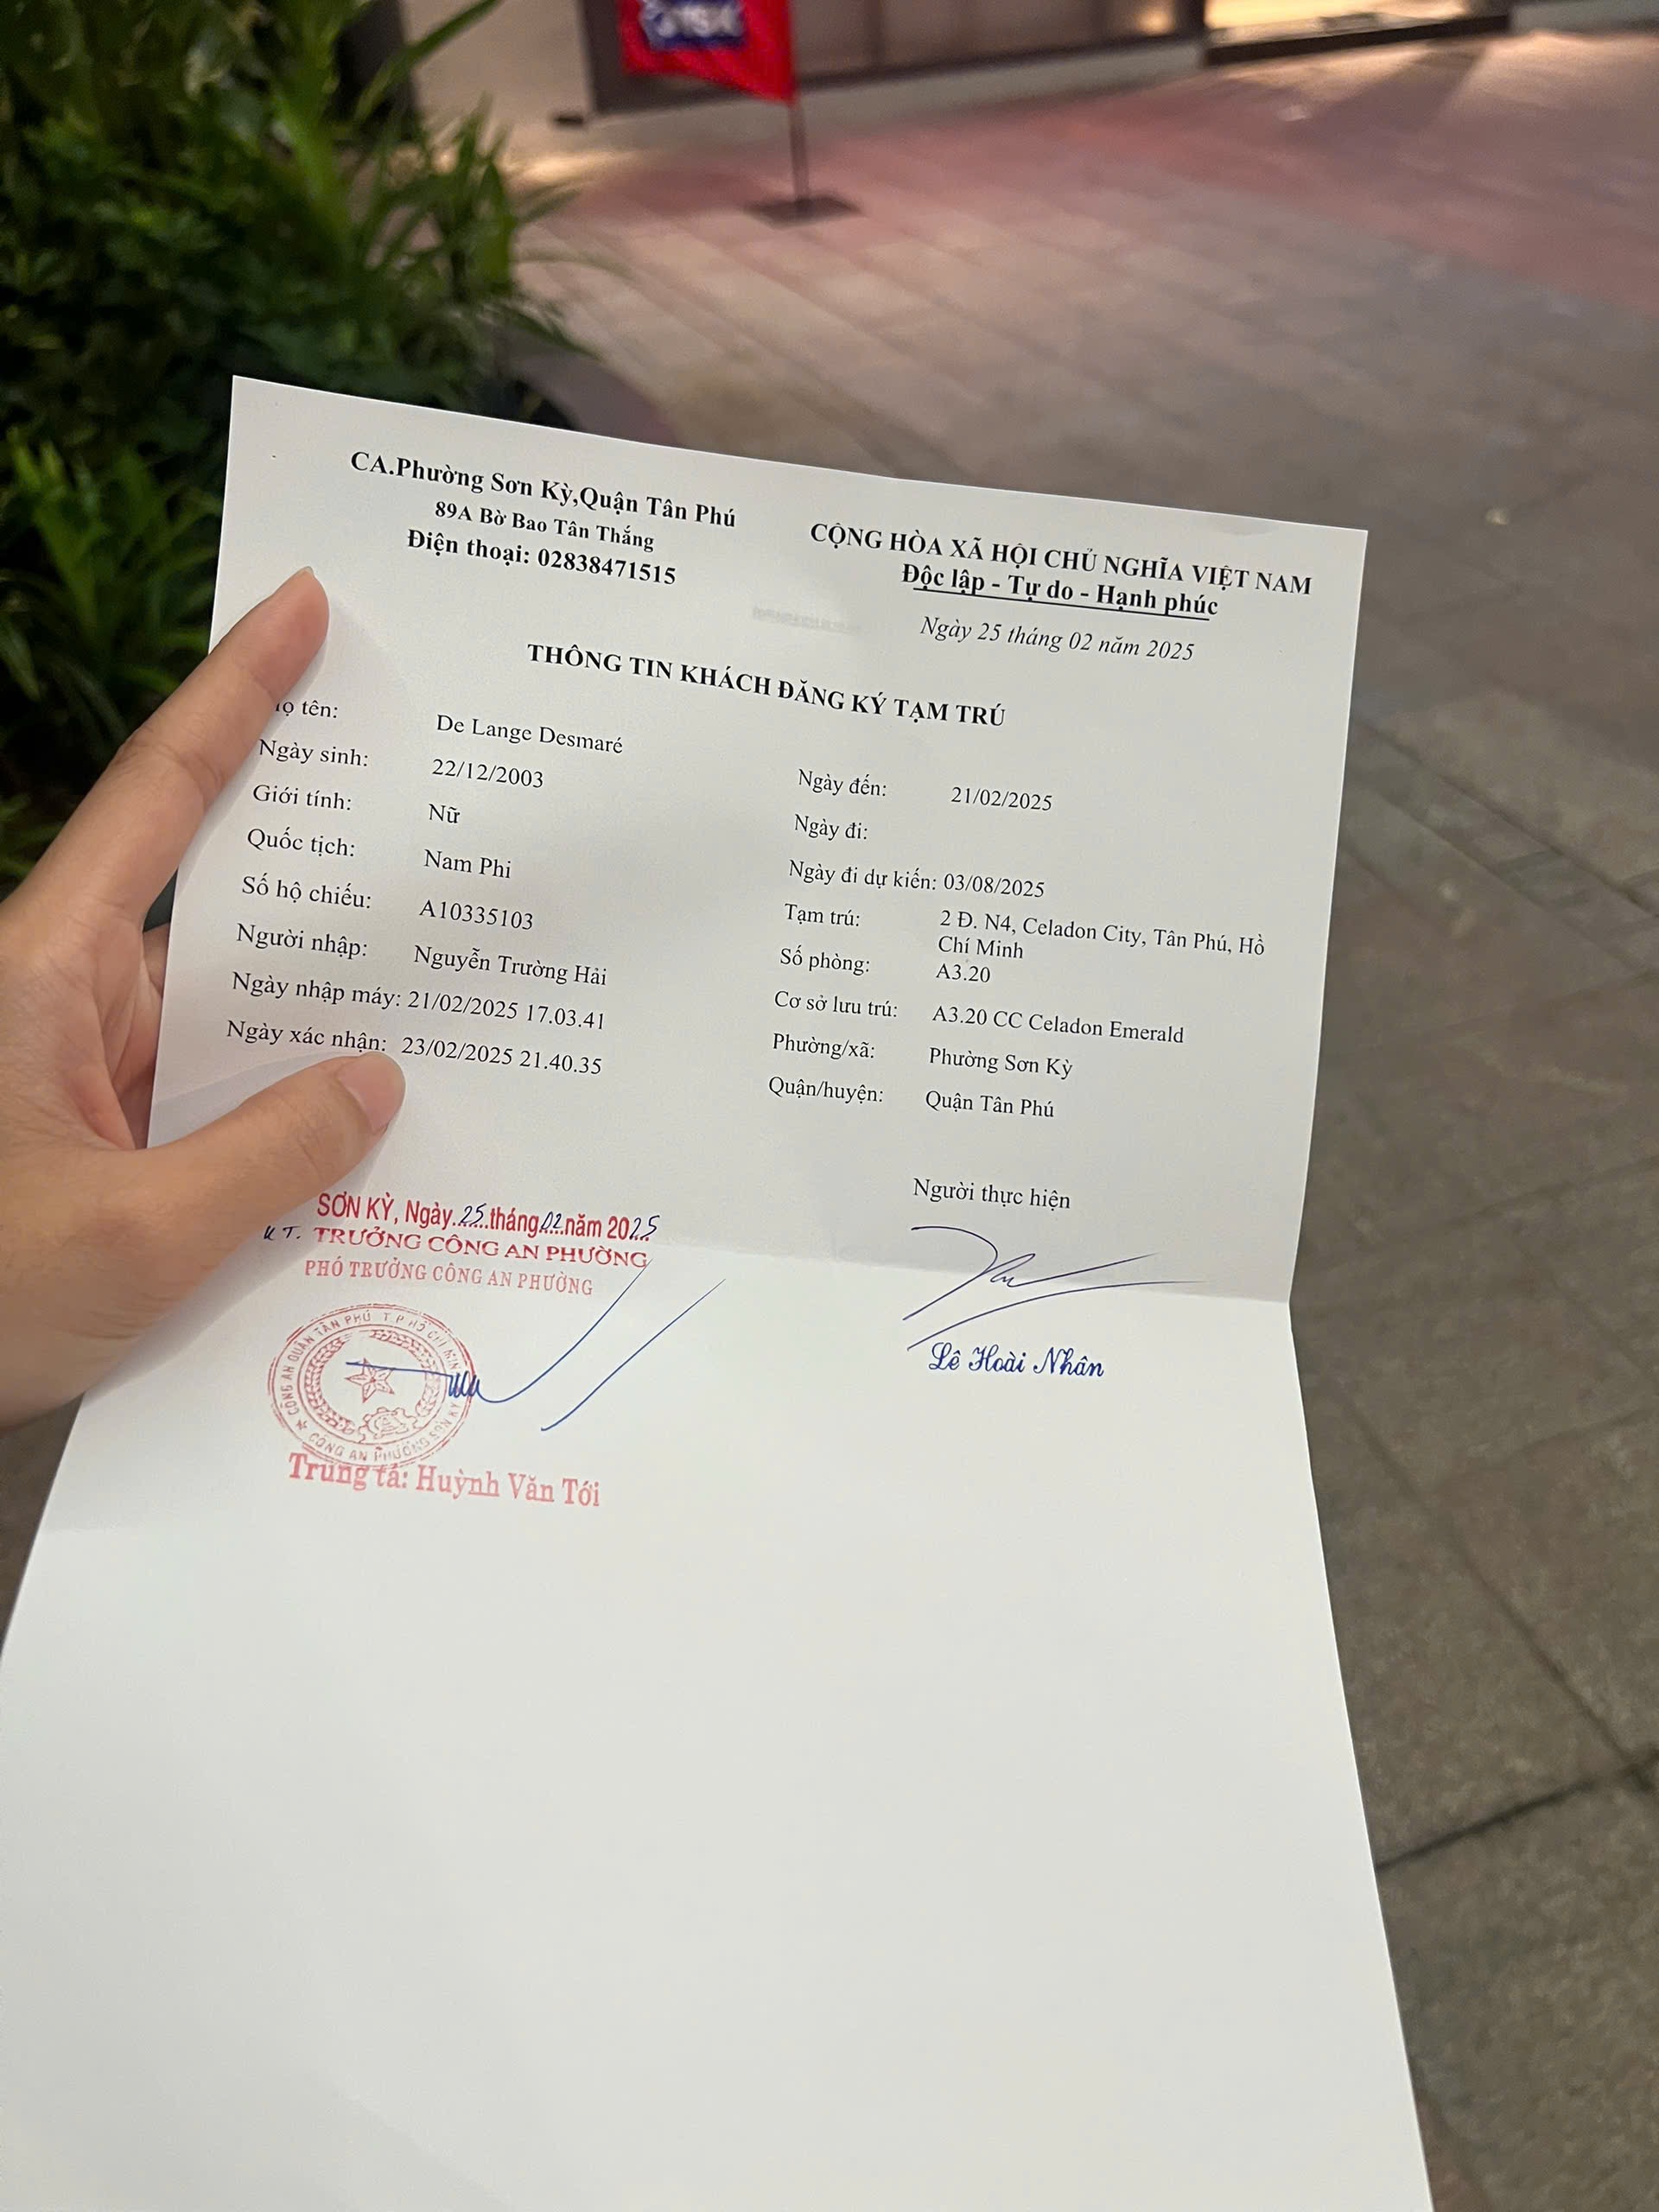 CA.Phường Sơn Kỳ,Quận Tân Phú
89A Bờ Bao Tân Thắng
Điện thoại: 02838471515
CỘNG HÒA XÃ HỘI CHỦ NGHĨA VIỆT NAM
Độc lập - Tự do - Hạnh phúc
Ngày 25 tháng 02 năm 2025
THÔNG TIN KHÁCH ĐĂNG KÝ TẠM TRÚ
tên: De Lange Desmaré
Ngày sinh: 22/12/2003
Giới tính: Nữ
Quốc tịch: Nam Phi
Số hộ chiếu: A10335103
Người nhập: Nguyễn Trường Hải
Ngày nhập máy: 21/02/2025 17.03.41
Ngày xác nhận: 23/02/2025 21.40.35
Ngày đến: 21/02/2025
Ngày đi:
Ngày đi dự kiến: 03/08/2025
Tạm trú: 2 Đ. N4, Celadon City, Tân Phú, Hồ
Chí Minh
Số phòng: A3.20
Cơ sở lưu trú: A3.20 CC Celadon Emerald
Phường/xã: Phường Sơn Kỳ
Quận/huyện: Quận Tân Phú
SƠN KỲ, Ngày 25 tháng 02 năm 2025
KT. TRƯỞNG CÔNG AN PHƯỜNG
PHÓ TRƯỞNG CÔNG AN PHƯỜNG
CÔNG AN QUẬN TÂN PHÚ T.P HỒ CHÍ MINH
CÔNG AN PHƯỜNG SƠN KỲ
Trung tá: Huỳnh Văn Tới
Người thực hiện
Lê Hoài Nhân